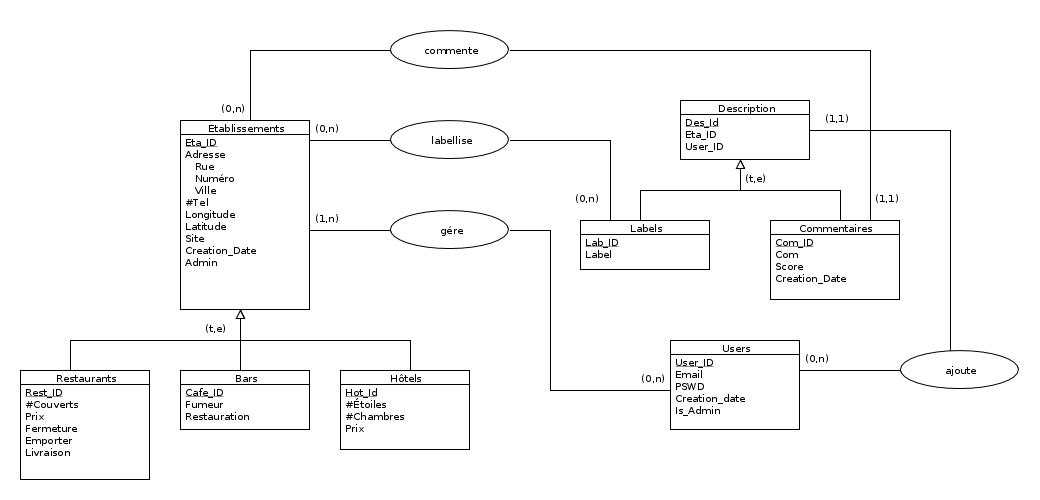 commente
(0,n)
Etablissements
Eta_ID
Adresse
Rue
Numéro
Ville
#Tel
Longitude
Latitude
Site
Creation_Date
Admin
(0,n)
labellise
(0,n)
(1,n)
gére
(0,n)
Description
Des_Id
Eta_ID
User_ID
(1,1)
(t,e)
(1,1)
Labels
Lab_ID
Label
Commentaires
Com_ID
Com
Score
Creation_Date
(t,e)
Restaurants
Rest_ID
#Couverts
Prix
Fermeture
Emporter
Livraison
Bars
Cafe_ID
Fumeur
Restauration
Hôtels
Hot_Id
#Étoiles
#Chambres
Prix
Users
User_ID
Email
PSWD
Creation_date
Is_Admin
(0,n)
ajoute